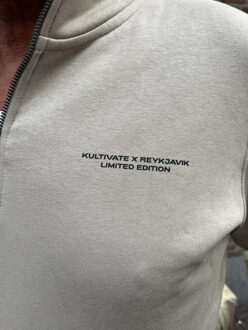 KULTIVATE X REYKJAVIK
LIMITED EDITION